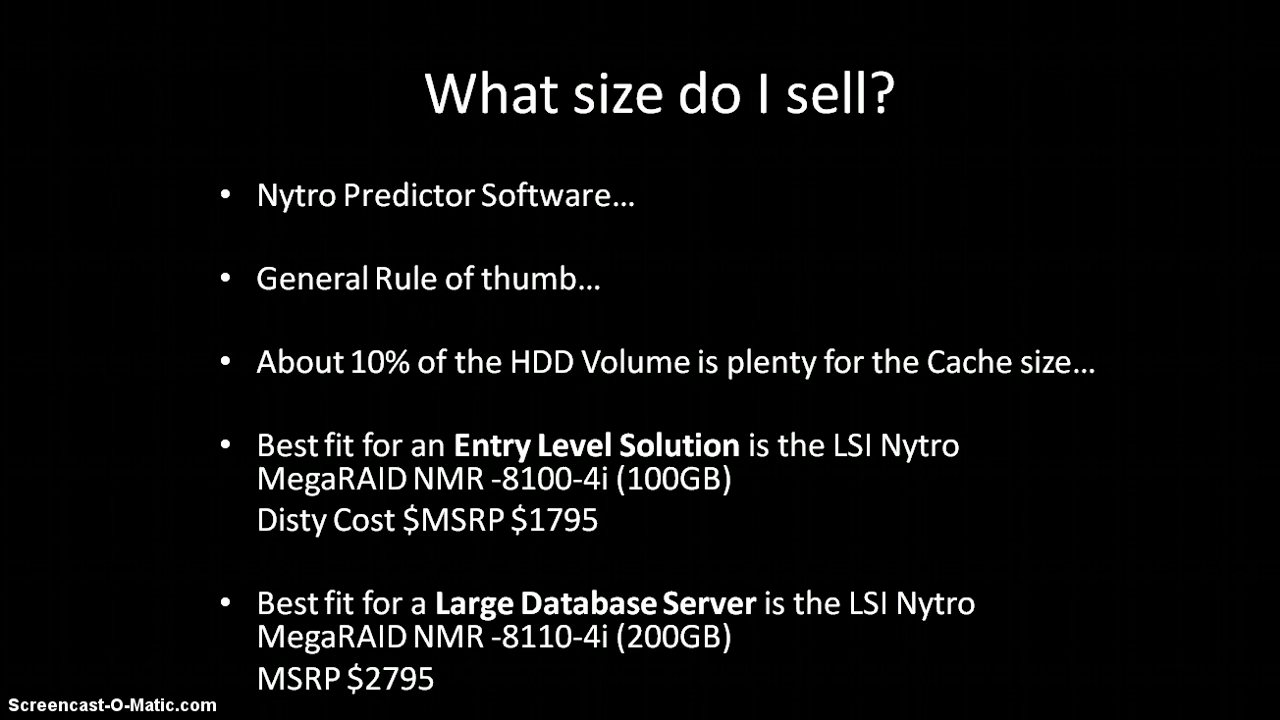 What size do I sell?
• Nytro Predictor Software…
• General Rule of thumb…
• About 10% of the HDD Volume is plenty for the Cache size…
• Best fit for an Entry Level Solution is the LSI Nytro
MegaRAID NMR -8100-4i (100GB)
Disty Cost $MSRP $1795
• Best fit for a Large Database Server is the LSI Nytro
MegaRAID NMR -8110-4i (200GB)
MSRP $2795
Screencast-O-Matic.com